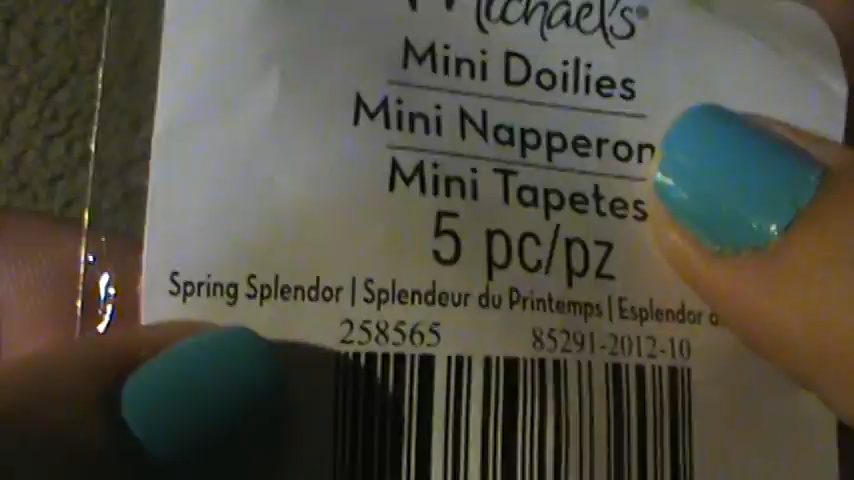 Michael's®
Mini Doilies
Mini Napperon
Mini Tapetes
5 pc/pz
Spring Splendor | Splendeur du Printemps | Esplendor
258565 85291-2012-10